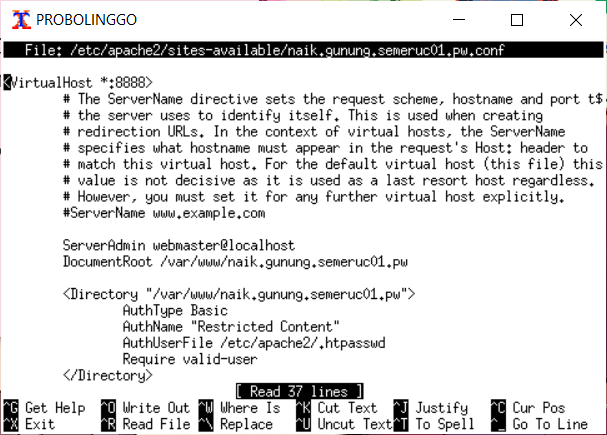 PROBOLINGGO
File: /etc/apache2/sites-available/naik.gunung.semeruc01.pw.conf
<VirtualHost *:8888>
# The ServerName directive sets the request scheme, hostname and port t$
# the server uses to identify itself. This is used when creating
# redirection URLs. In the context of virtual hosts, the ServerName
# specifies what hostname must appear in the request's Host: header to
# match this virtual host. For the default virtual host (this file) this
# value is not decisive as it is used as a last resort host regardless.
# However, you must set it for any further virtual host explicitly.
#ServerName www.example.com
ServerAdmin webmaster@localhost
DocumentRoot /var/www/naik.gunung.semeruc01.pw
<Directory "/var/www/naik.gunung.semeruc01.pw">
AuthType Basic
AuthName "Restricted Content"
AuthUserFile /etc/apache2/.htpasswd
Require valid-user
</Directory>
[ Read 37 lines ]
^G Get Help ^O Write Out ^W Where Is ^K Cut Text ^J Justify ^C Cur Pos
^X Exit ^R Read File ^\ Replace ^U Uncut Text ^T To Spell ^_ Go To Line